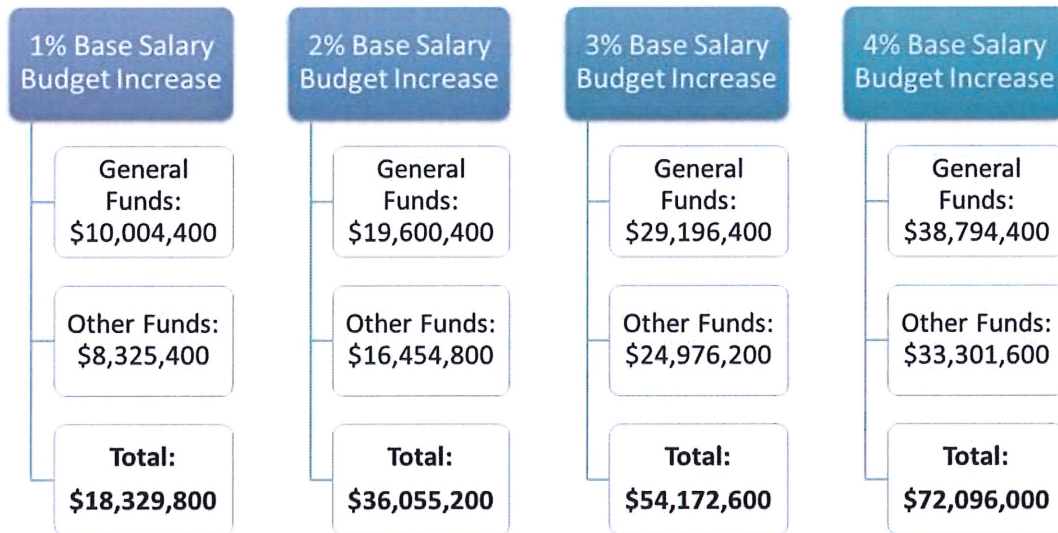 1% Base Salary
Budget Increase
General
Funds:
$10,004,400
Other Funds:
$8,325,400
Total:
$18,329,800
2% Base Salary
Budget Increase
General
Funds:
$19,600,400
Other Funds:
$16,454,800
Total:
$36,055,200
3% Base Salary
Budget Increase
General
Funds:
$29,196,400
Other Funds:
$24,976,200
Total:
$54,172,600
4% Base Salary
Budget Increase
General
Funds:
$38,794,400
Other Funds:
$33,301,600
Total:
$72,096,000